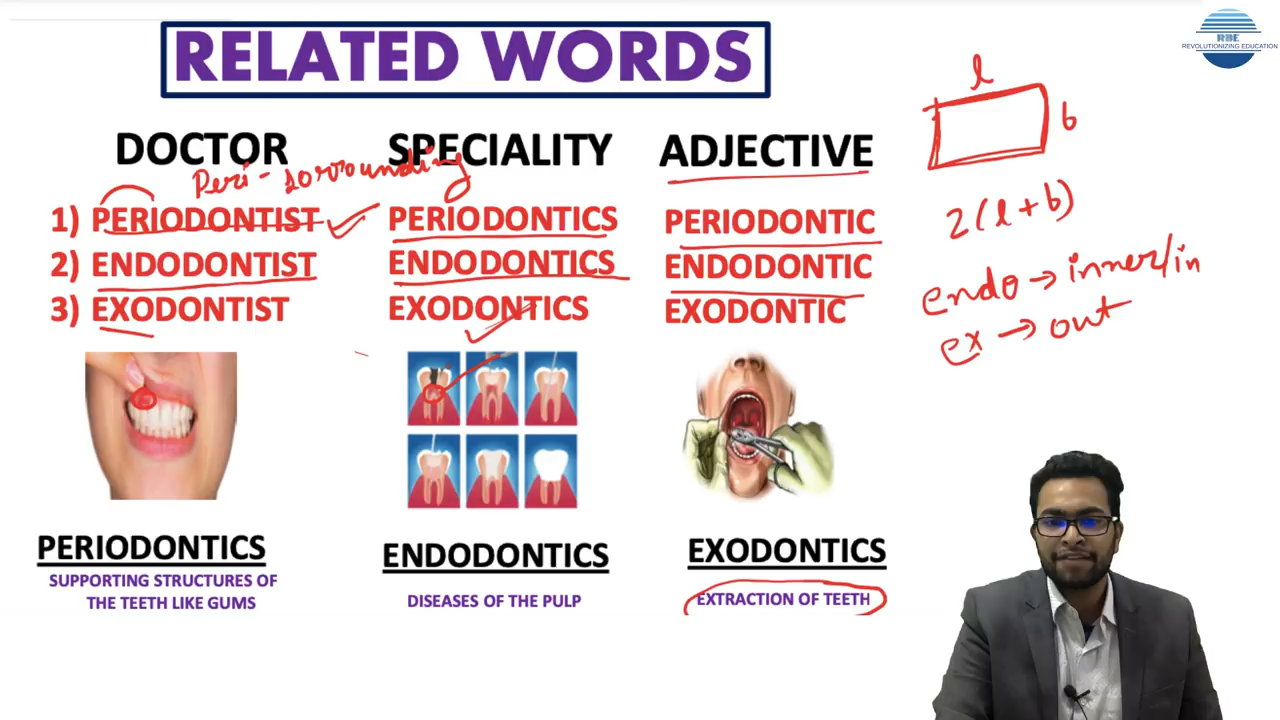 RELATED WORDS
RBE
REVOLUTIONIZING EDUCATION
DOCTOR SPECIALITY ADJECTIVE
Peri - sorrounding
1) PERIODONTIST PERIODONTICS PERIODONTIC
2) ENDODONTIST ENDODONTICS ENDODONTIC
3) EXODONTIST EXODONTICS EXODONTIC
l
b
2(l+b)
endo → inner/in
ex → out
PERIODONTICS
SUPPORTING STRUCTURES OF
THE TEETH LIKE GUMS
ENDODONTICS
DISEASES OF THE PULP
EXODONTICS
EXTRACTION OF TEETH